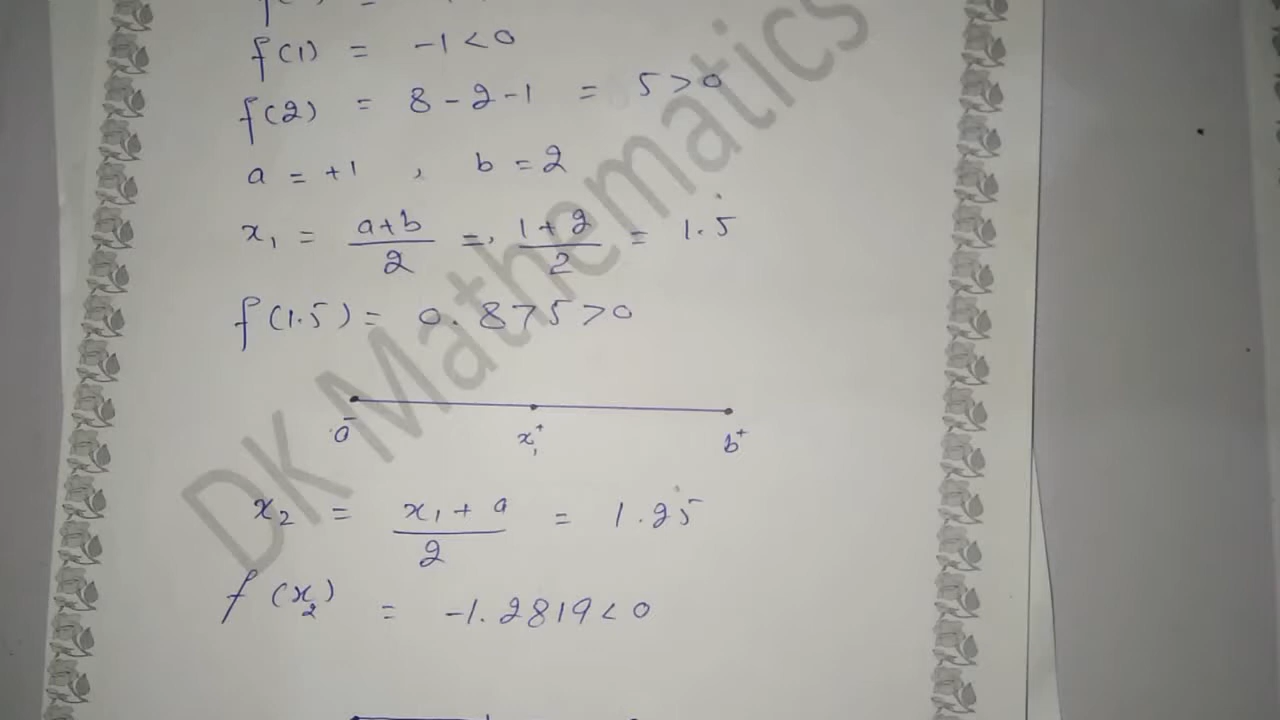 f(1) = -1 < 0
f(2) = 8 - 2 - 1 = 5 > 0
a = +1 , b = 2
x₁ = (a+b)/2 = (1+2)/2 = 1.5
f(1.5) = 0.875 > 0
a⁻ x₁⁺ b⁺
x₂ = (x₁ + a)/2 = 1.25
f(x₂) = -1.2819 < 0
DK Mathematics